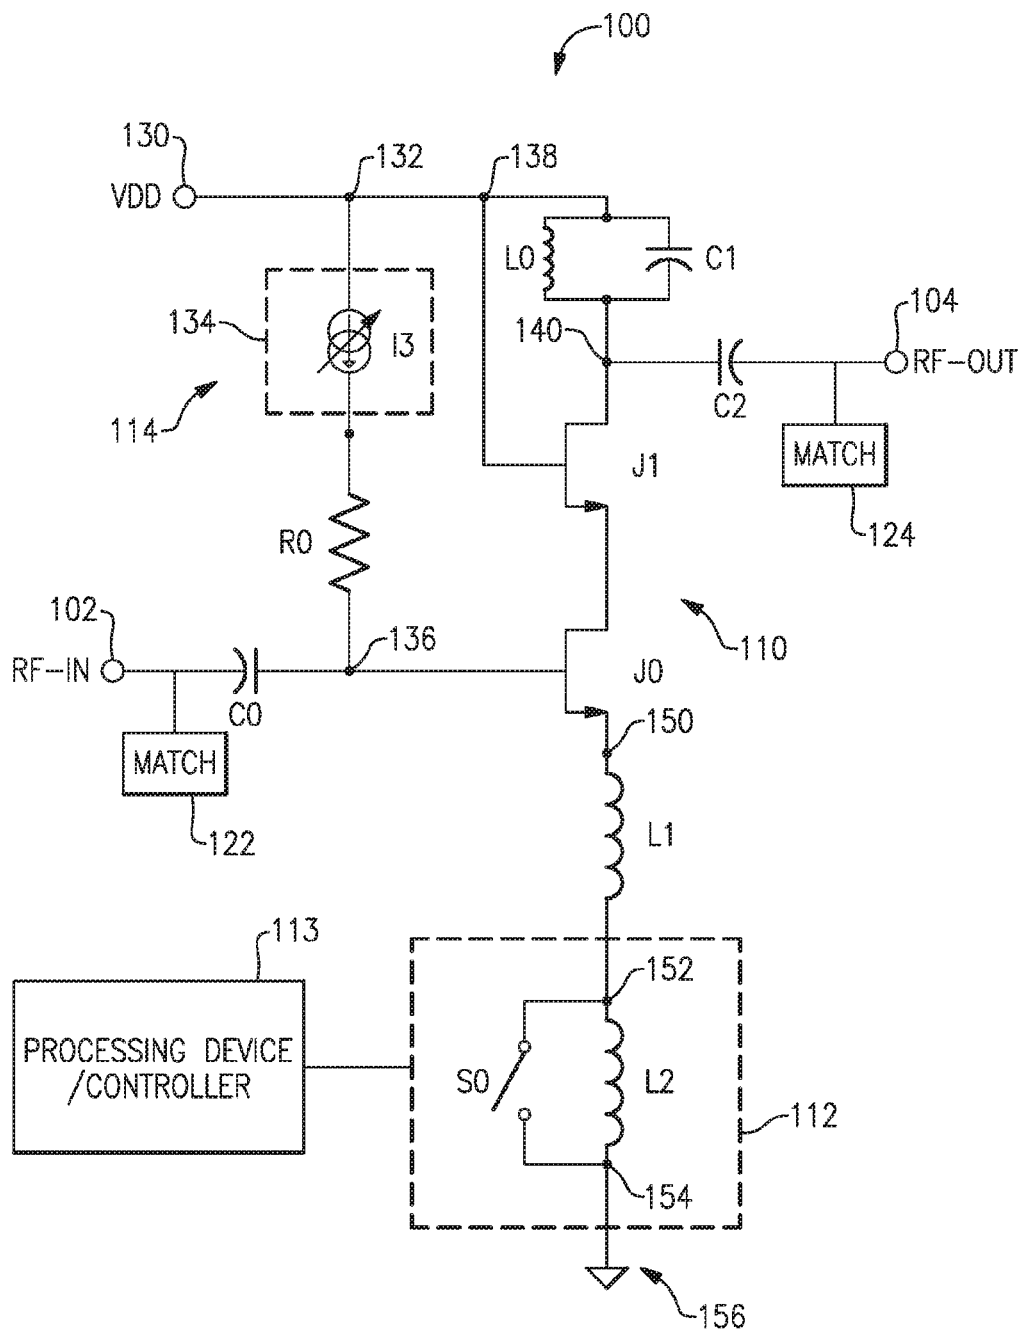 100
130
132
138
VDD
L0
C1
134
I3
140
104
RF-OUT
C2
114
J1
MATCH
R0
124
102
136
110
RF-IN
J0
C0
150
MATCH
122
L1
113
152
PROCESSING DEVICE
/CONTROLLER
S0
L2
112
154
156